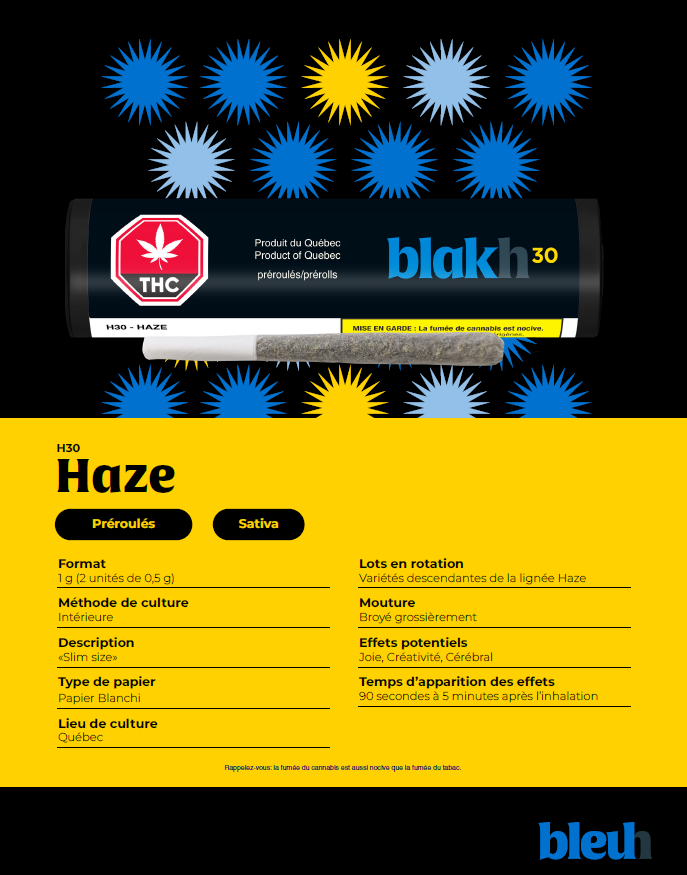 THC
Produit du Québec
Product of Quebec
préroulés/prérolls
blakh30
H30 - HAZE
MISE EN GARDE : La fumée de cannabis est nocive.
H30
Haze
Préroulés
Sativa
Format
1 g (2 unités de 0,5 g)
Méthode de culture
Intérieure
Description
«Slim size»
Type de papier
Papier Blanchi
Lieu de culture
Québec
Lots en rotation
Variétés descendantes de la lignée Haze
Mouture
Broyé grossièrement
Effets potentiels
Joie, Créativité, Cérébral
Temps d’apparition des effets
90 secondes à 5 minutes après l’inhalation
Rappelez-vous: la fumée du cannabis est aussi nocive que la fumée du tabac.
bleuh